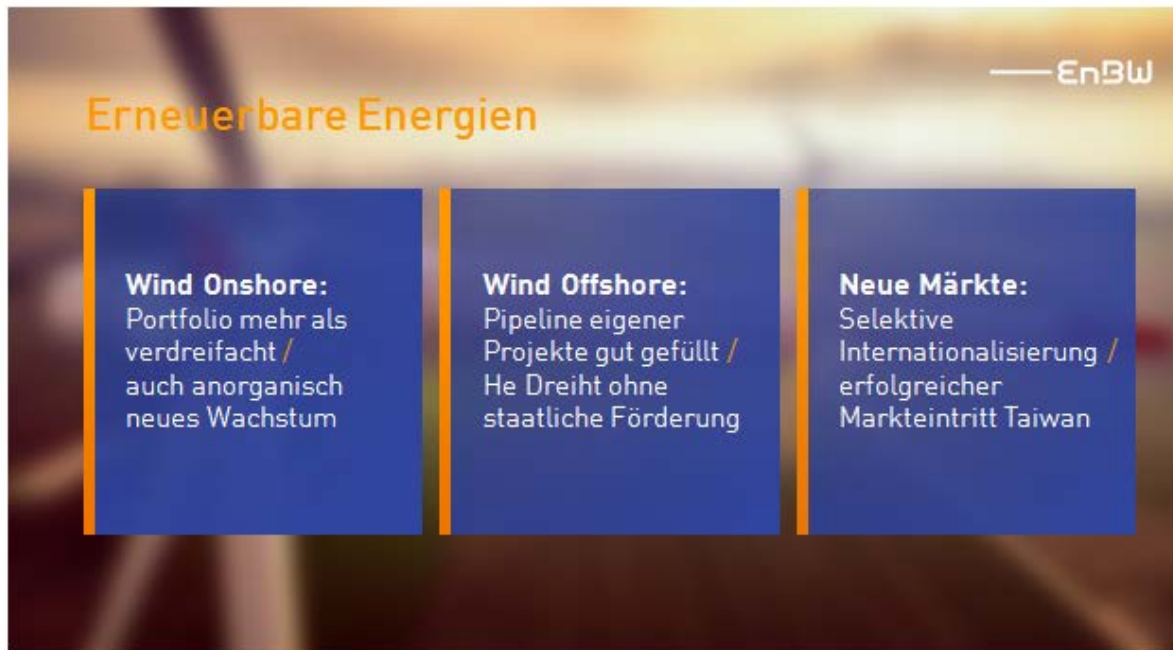 EnBW
Erneuerbare Energien
Wind Onshore:
Portfolio mehr als
verdreifacht /
auch anorganisch
neues Wachstum
Wind Offshore:
Pipeline eigener
Projekte gut gefüllt /
He Dreiht ohne
staatliche Förderung
Neue Märkte:
Selektive
Internationalisierung /
erfolgreicher
Markteintritt Taiwan